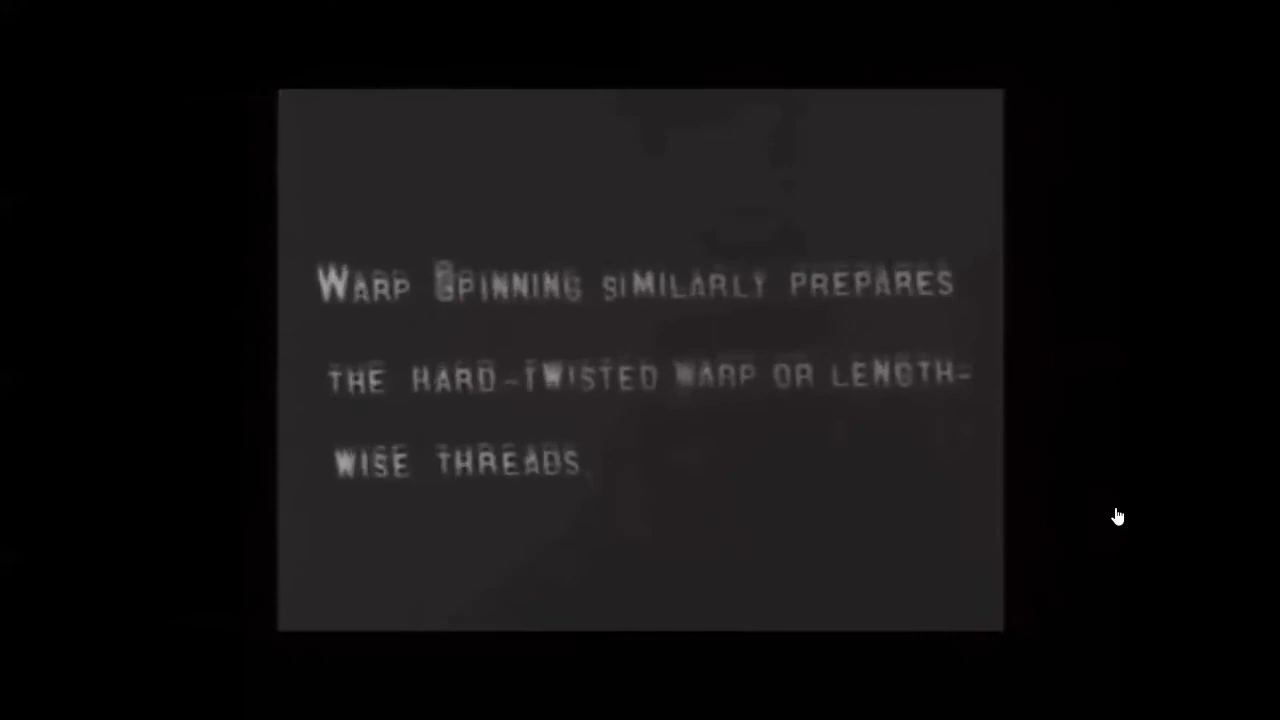 WARP SPINNING SIMILARLY PREPARES
THE HARD-TWISTED WARP OR LENGTH-
WISE THREADS.